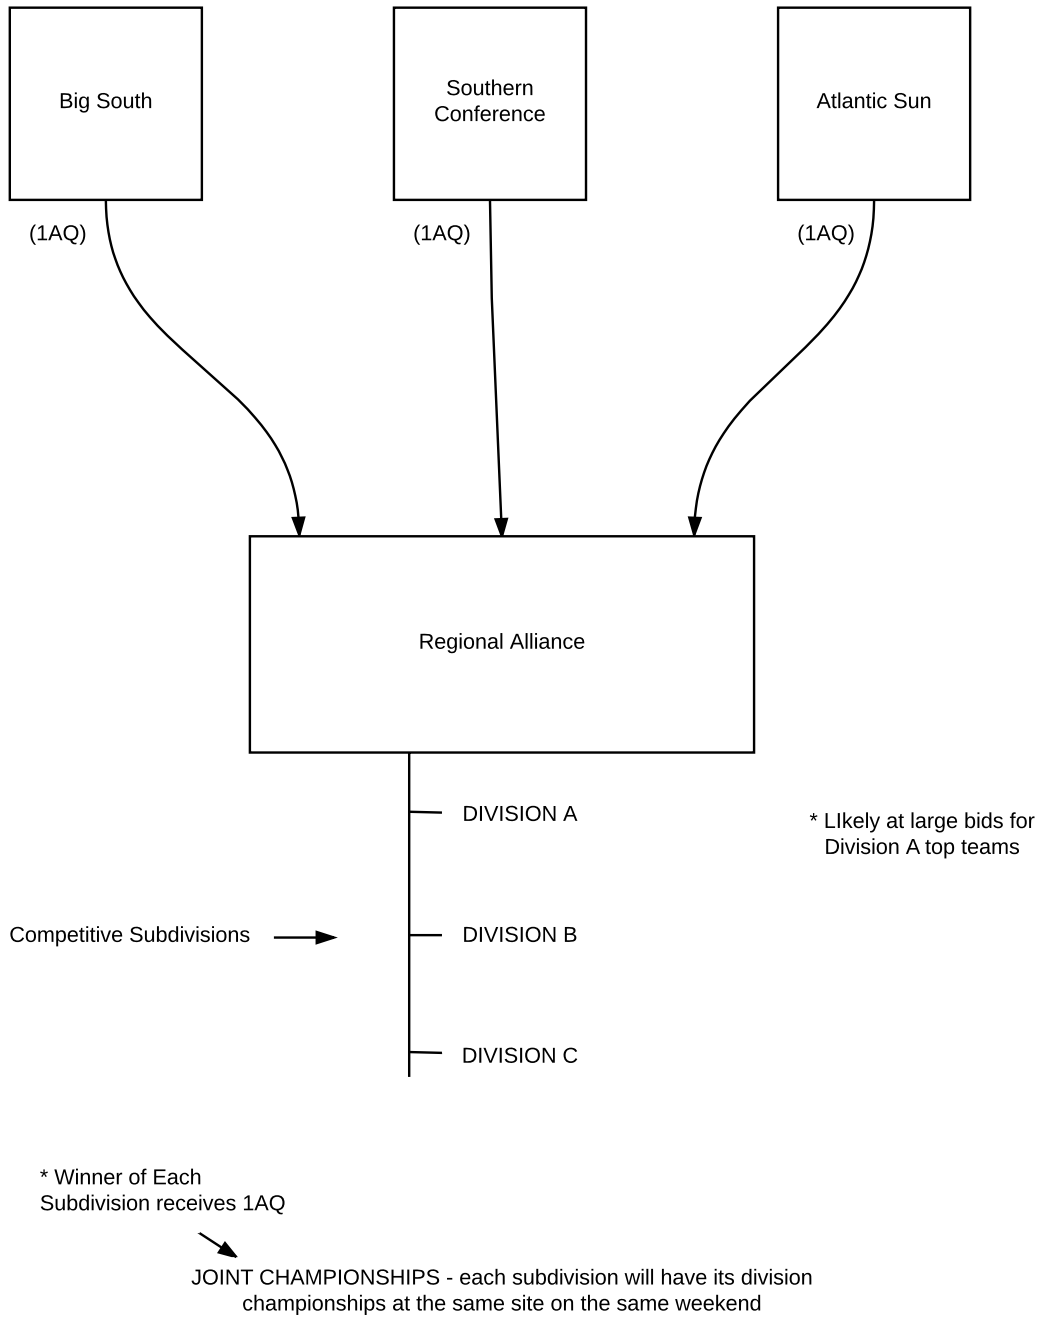 Big South
Southern
Conference
Atlantic Sun
(1AQ)
(1AQ)
(1AQ)
Regional Alliance
DIVISION A
* LIkely at large bids for
Division A top teams
Competitive Subdivisions
DIVISION B
DIVISION C
* Winner of Each
Subdivision receives 1AQ
JOINT CHAMPIONSHIPS - each subdivision will have its division
championships at the same site on the same weekend